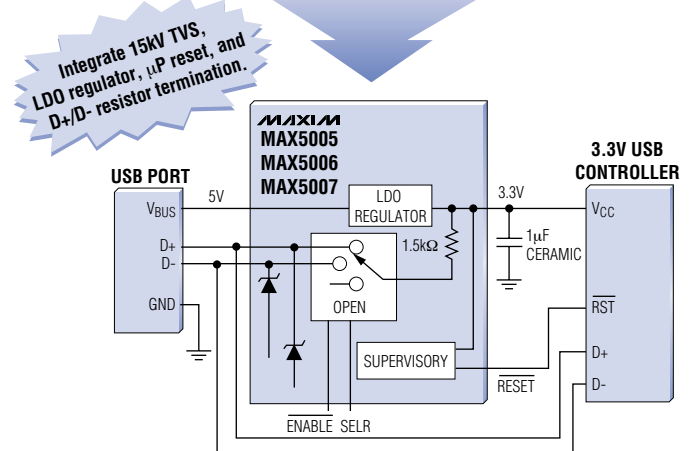 Integrate 15kV TVS,
LDO regulator, µP reset, and
D+/D- resistor termination.
MAXIM
MAX5005
MAX5006
MAX5007
USB PORT
3.3V USB
CONTROLLER
VBUS
5V
LDO
REGULATOR
3.3V
VCC
D+
D-
1.5kΩ
1µF
CERAMIC
GND
OPEN
RST
SUPERVISORY
D+
RESET
D-
ENABLE SELR